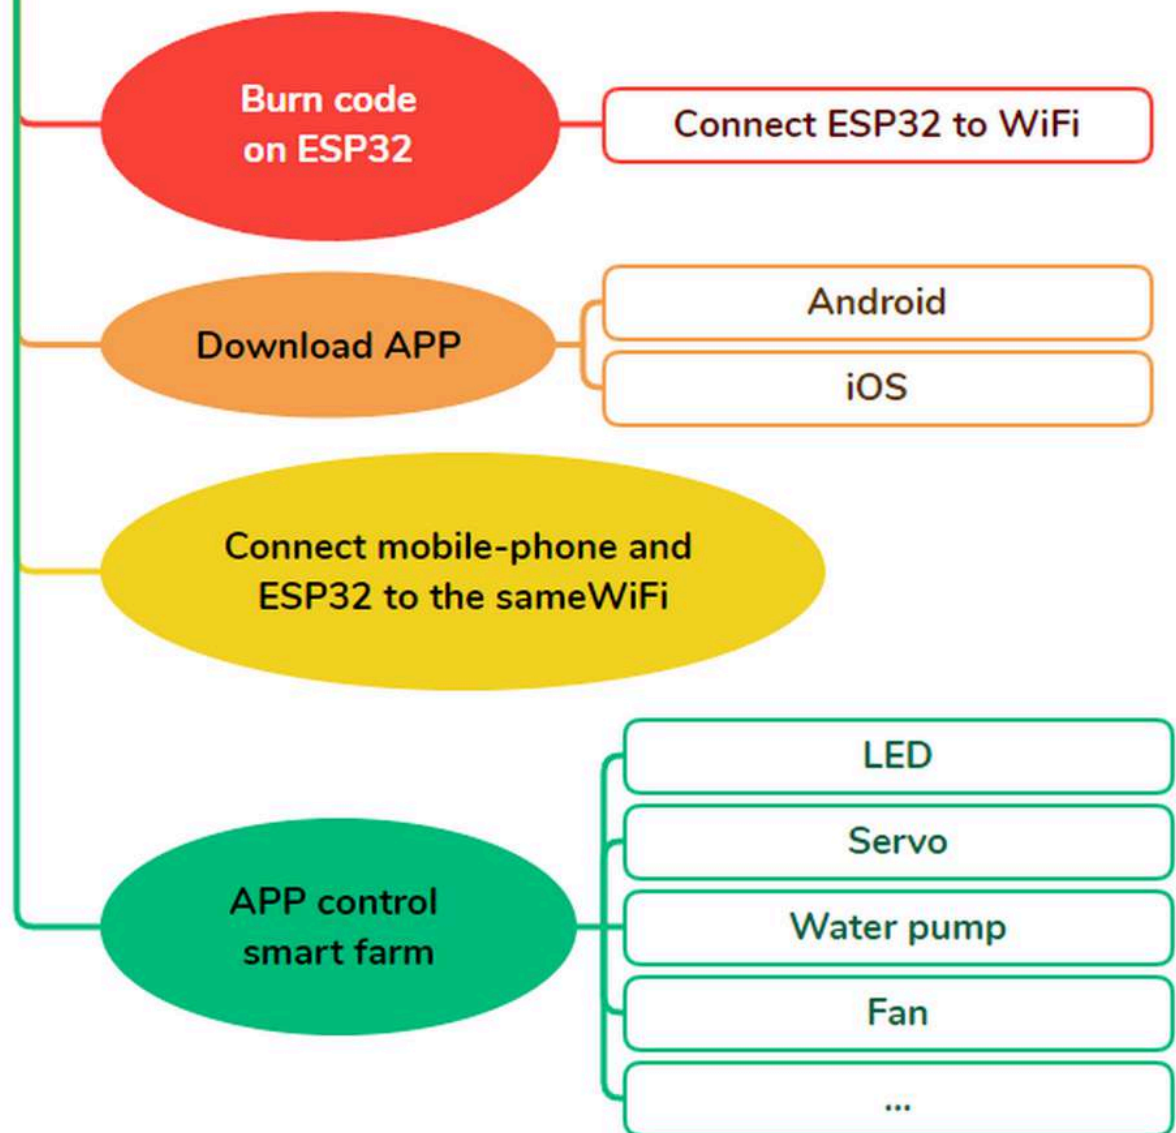 Burn code
on ESP32
Connect ESP32 to WiFi
Download APP
Android
iOS
Connect mobile-phone and
ESP32 to the sameWiFi
APP control
smart farm
LED
Servo
Water pump
Fan
...